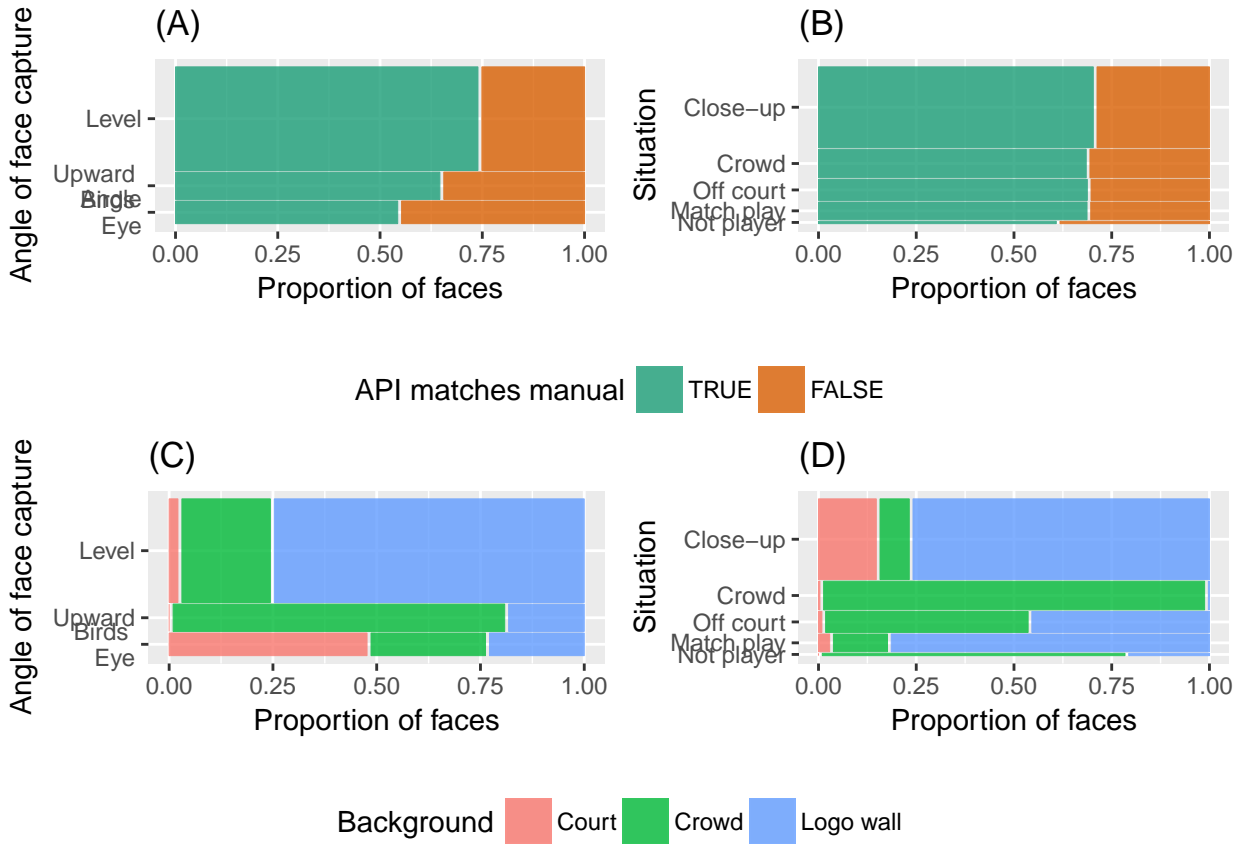 (A)
Angle of face capture
Level
Upward
Angle
Birds
Eye
0.00 0.25 0.50 0.75 1.00
Proportion of faces
(B)
Situation
Close−up
Crowd
Off court
Match play
Not player
0.00 0.25 0.50 0.75 1.00
Proportion of faces
API matches manual TRUE FALSE
(C)
Angle of face capture
Level
Upward
Birds
Eye
0.00 0.25 0.50 0.75 1.00
Proportion of faces
(D)
Situation
Close−up
Crowd
Off court
Match play
Not player
0.00 0.25 0.50 0.75 1.00
Proportion of faces
Background Court Crowd Logo wall